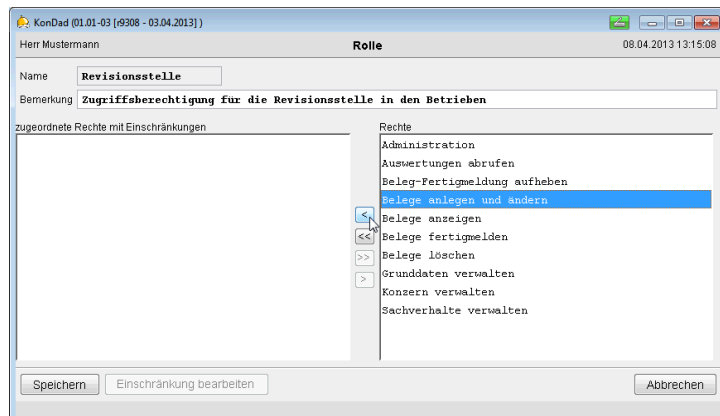 KonDad (01.01-03 [r9308 - 03.04.2013] )
Herr Mustermann Rolle 08.04.2013 13:15:08
Name Revisionsstelle
Bemerkung Zugriffsberechtigung für die Revisionsstelle in den Betrieben
zugeordnete Rechte mit Einschränkungen
Rechte
Administration
Auswertungen abrufen
Beleg-Fertigmeldung aufheben
Belege anlegen und ändern
Belege anzeigen
Belege fertigmelden
Belege löschen
Grunddaten verwalten
Konzern verwalten
Sachverhalte verwalten
<
<<
>>
>
Speichern Einschränkung bearbeiten Abbrechen